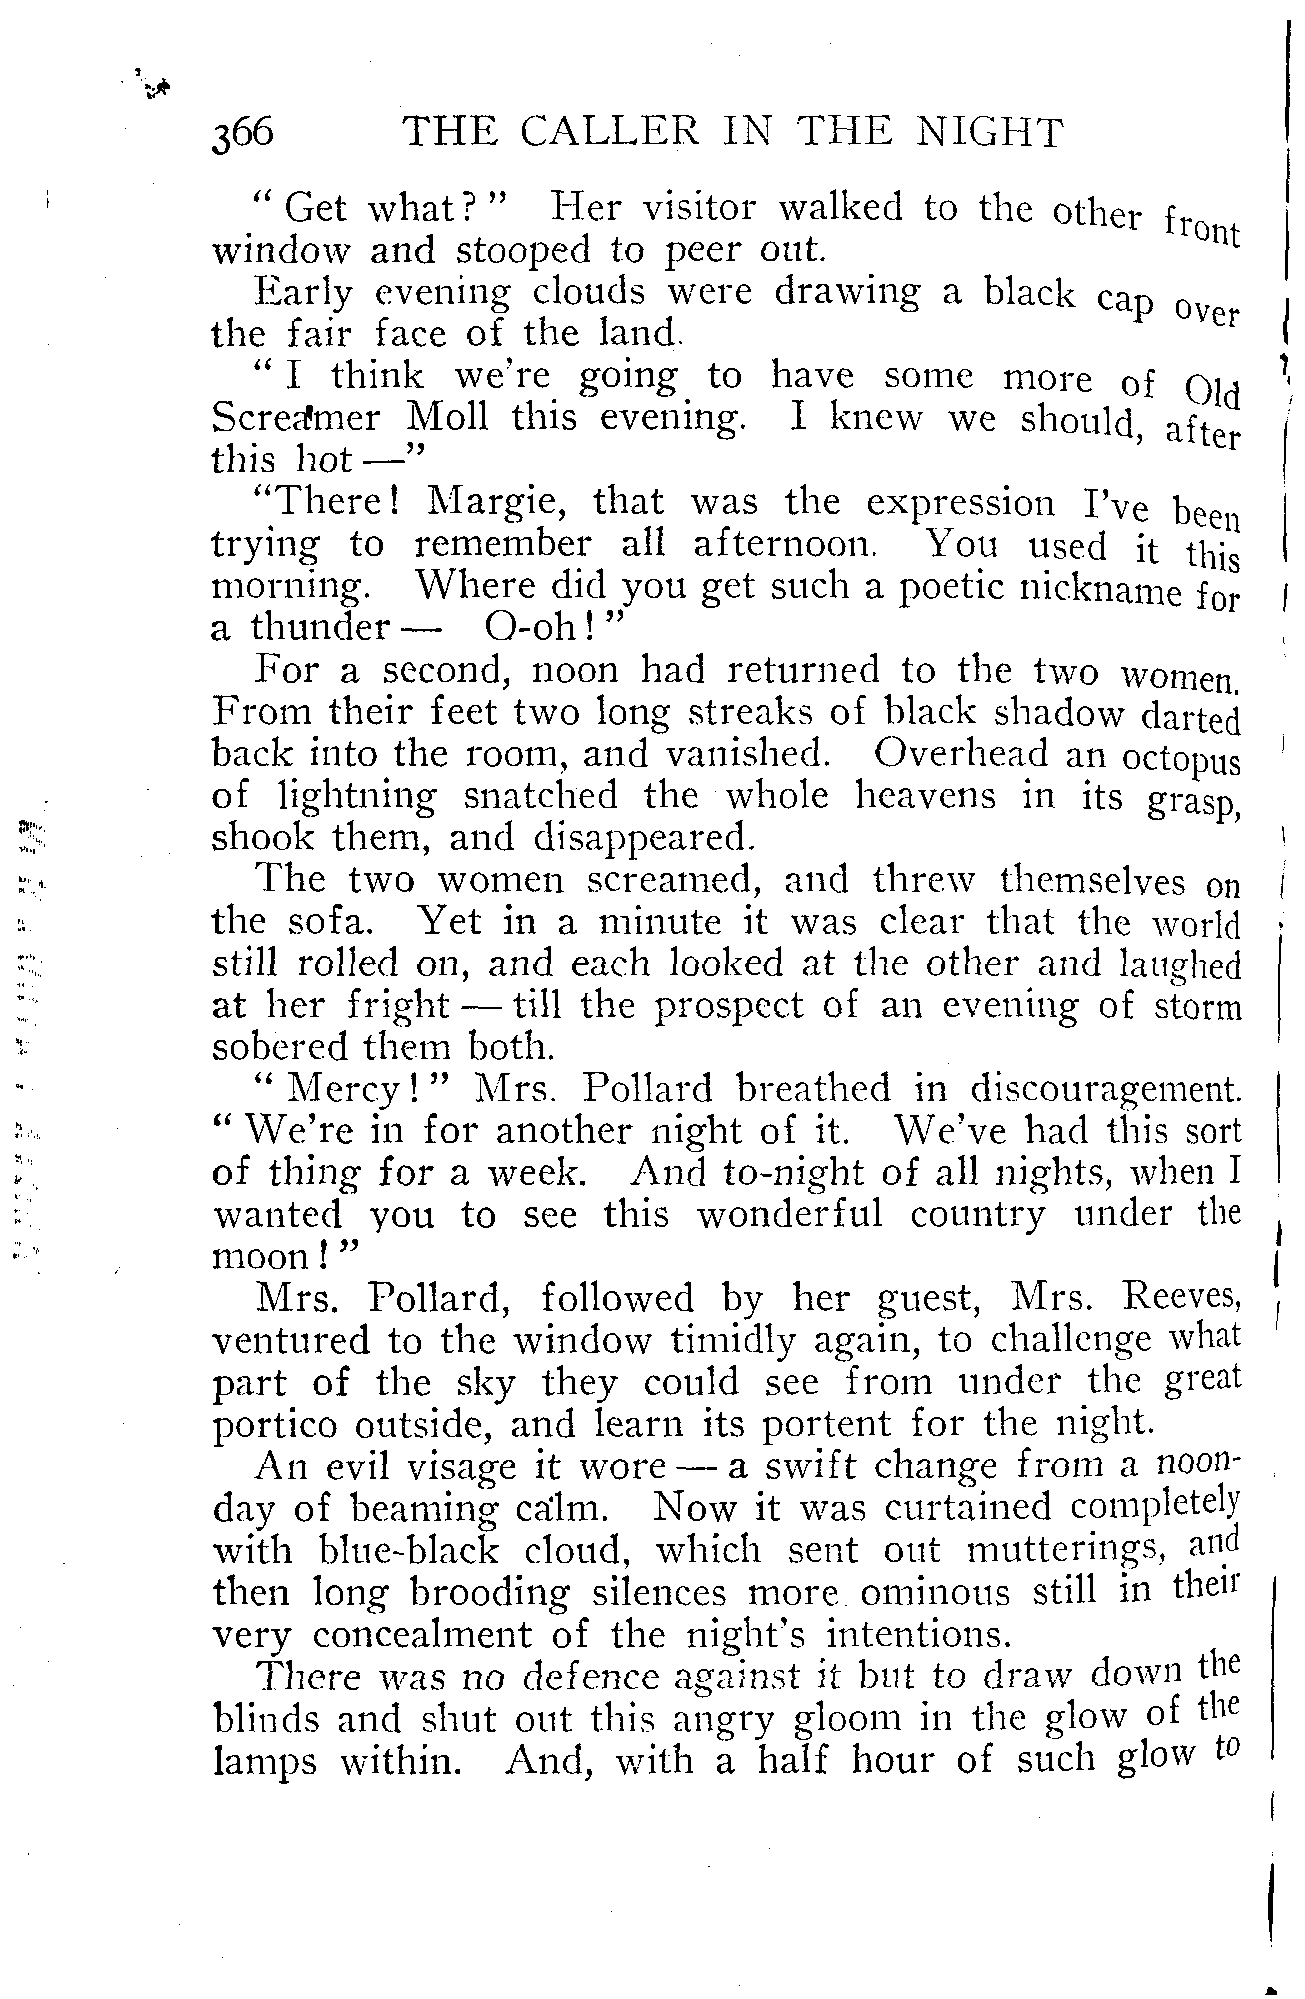 366 THE CALLER IN THE NIGHT
" Get what? " Her visitor walked to the other front
window and stooped to peer out.
Early evening clouds were drawing a black cap over
the fair face of the land.
" I think we're going to have some more of Old
Screamer Moll this evening. I knew we should, after
this hot —"
"There! Margie, that was the expression I've been
trying to remember all afternoon. You used it this
morning. Where did you get such a poetic nickname for
a thunder — O-oh! "
For a second, noon had returned to the two women.
From their feet two long streaks of black shadow darted
back into the room, and vanished. Overhead an octopus
of lightning snatched the whole heavens in its grasp,
shook them, and disappeared.
The two women screamed, and threw themselves on
the sofa. Yet in a minute it was clear that the world
still rolled on, and each looked at the other and laughed
at her fright — till the prospect of an evening of storm
sobered them both.
" Mercy! " Mrs. Pollard breathed in discouragement.
" We're in for another night of it. We've had this sort
of thing for a week. And to-night of all nights, when I
wanted you to see this wonderful country under the
moon! "
Mrs. Pollard, followed by her guest, Mrs. Reeves,
ventured to the window timidly again, to challenge what
part of the sky they could see from under the great
portico outside, and learn its portent for the night.
An evil visage it wore — a swift change from a noon-
day of beaming calm. Now it was curtained completely
with blue-black cloud, which sent out mutterings, and
then long brooding silences more ominous still in their
very concealment of the night's intentions.
There was no defence against it but to draw down the
blinds and shut out this angry gloom in the glow of the
lamps within. And, with a half hour of such glow to